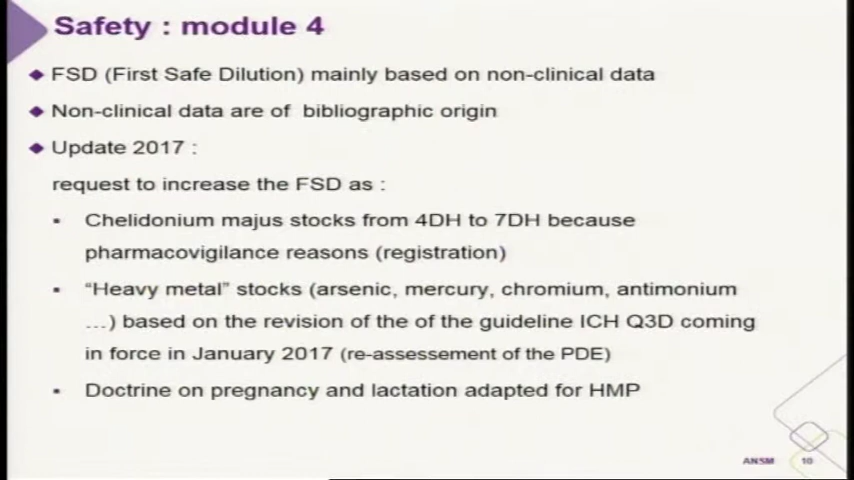 Safety : module 4
FSD (First Safe Dilution) mainly based on non-clinical data
Non-clinical data are of bibliographic origin
Update 2017 :
request to increase the FSD as :
Chelidonium majus stocks from 4DH to 7DH because
pharmacovigilance reasons (registration)
“Heavy metal” stocks (arsenic, mercury, chromium, antimonium
…) based on the revision of the of the guideline ICH Q3D coming
in force in January 2017 (re-assessement of the PDE)
Doctrine on pregnancy and lactation adapted for HMP
ANSM 10